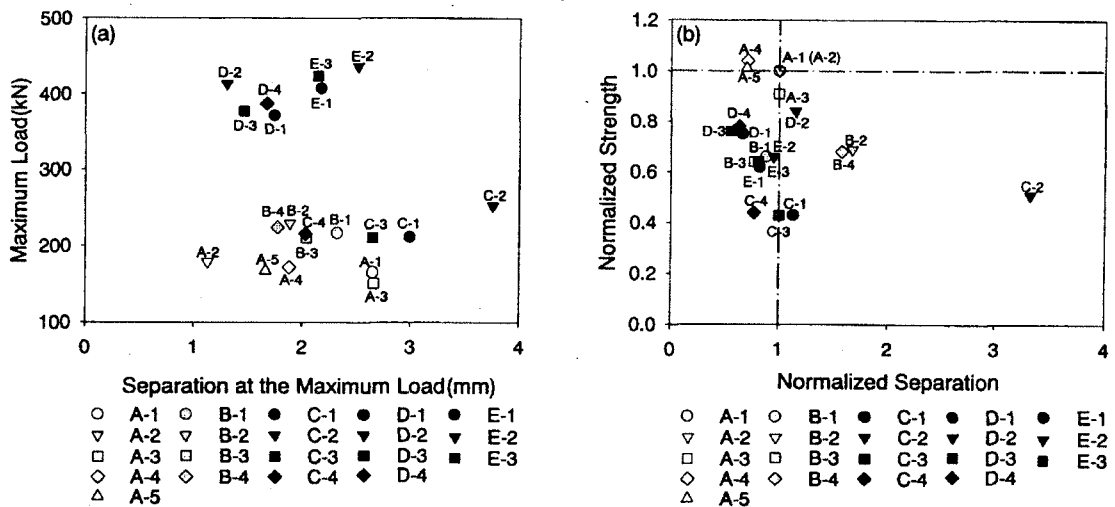 500
400
300
200
100
0
1
2
3
4
Maximum Load(kN)
Separation at the Maximum Load(mm)
(a)
E-2
E-3
D-2
D-4
E-1
D-3
D-1
C-2
B-4
B-2
C-4
B-1
C-3
C-1
B-3
A-2
A-5
A-4
A-1
A-3
A-1
B-1
C-1
D-1
E-1
A-2
B-2
C-2
D-2
E-2
A-3
B-3
C-3
D-3
E-3
A-4
B-4
C-4
D-4
A-5
1.2
1.0
0.8
0.6
0.4
0.2
0.0
0
1
2
3
4
Normalized Strength
Normalized Separation
(b)
A-4
A-1 (A-2)
A-5
A-3
D-4
D-2
D-3
D-1
B-1
E-2
B-2
B-3
E-3
B-4
E-1
C-2
C-4
C-1
C-3
A-1
B-1
C-1
D-1
E-1
A-2
B-2
C-2
D-2
E-2
A-3
B-3
C-3
D-3
E-3
A-4
B-4
C-4
D-4
A-5